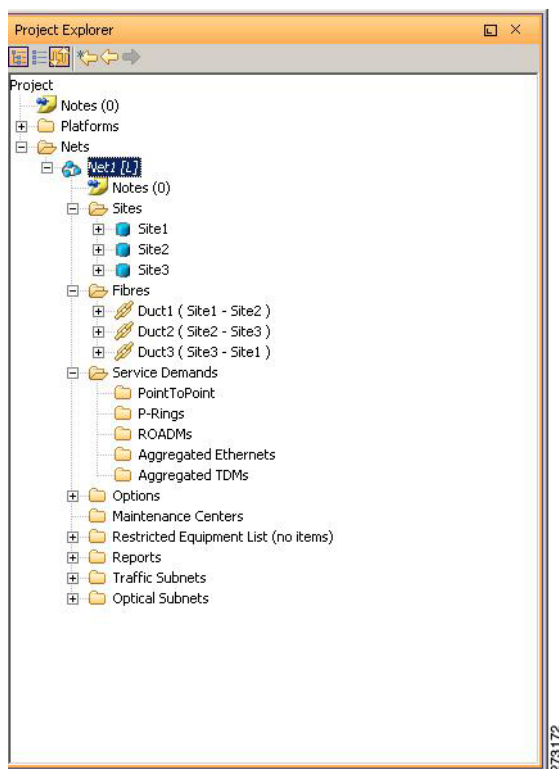 Project Explorer
Project
Notes (0)
Platforms
Nets
Net1 [L]
Notes (0)
Sites
Site1
Site2
Site3
Fibres
Duct1 ( Site1 - Site2 )
Duct2 ( Site2 - Site3 )
Duct3 ( Site3 - Site1 )
Service Demands
PointToPoint
P-Rings
ROADMs
Aggregated Ethernets
Aggregated TDMs
Options
Maintenance Centers
Restricted Equipment List (no items)
Reports
Traffic Subnets
Optical Subnets
273172